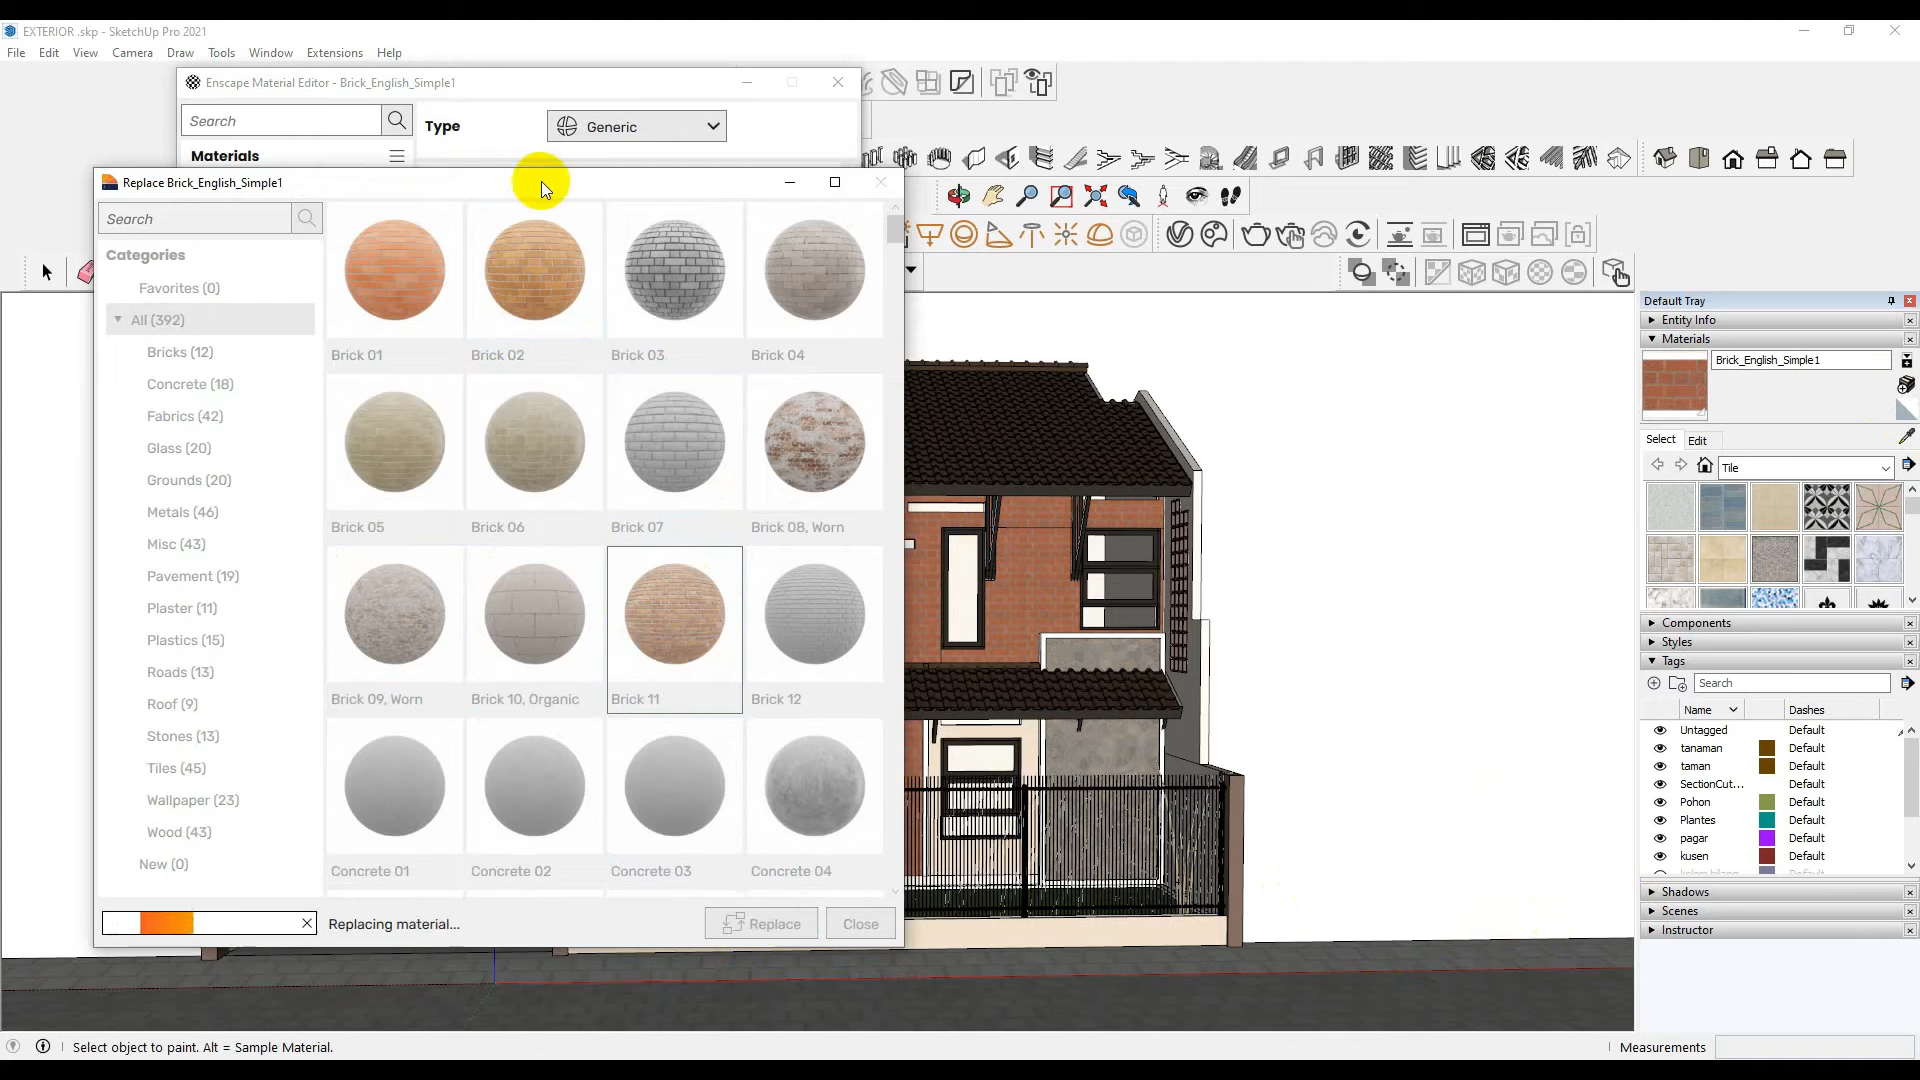 EXTERIOR .skp - SketchUp Pro 2021
File Edit View Camera Draw Tools Window Extensions Help
Enscape Material Editor - Brick_English_Simple1
Search
Type
Generic
Materials
Replace Brick_English_Simple1
Search
Categories
Favorites (0)
All (392)
Bricks (12)
Concrete (18)
Fabrics (42)
Glass (20)
Grounds (20)
Metals (46)
Misc (43)
Pavement (19)
Plaster (11)
Plastics (15)
Roads (13)
Roof (9)
Stones (13)
Tiles (45)
Wallpaper (23)
Wood (43)
New (0)
Brick 01
Brick 02
Brick 03
Brick 04
Brick 05
Brick 06
Brick 07
Brick 08, Worn
Brick 09, Worn
Brick 10, Organic
Brick 11
Brick 12
Concrete 01
Concrete 02
Concrete 03
Concrete 04
Replacing material...
Replace
Close
Default Tray
Entity Info
Materials
Brick_English_Simple1
Select Edit
Tile
Components
Styles
Tags
Search
Name Dashes
Untagged Default
tanaman Default
taman Default
SectionCut... Default
Pohon Default
Plantes Default
pagar Default
kusen Default
Shadows
Scenes
Instructor
Select object to paint. Alt = Sample Material.
Measurements